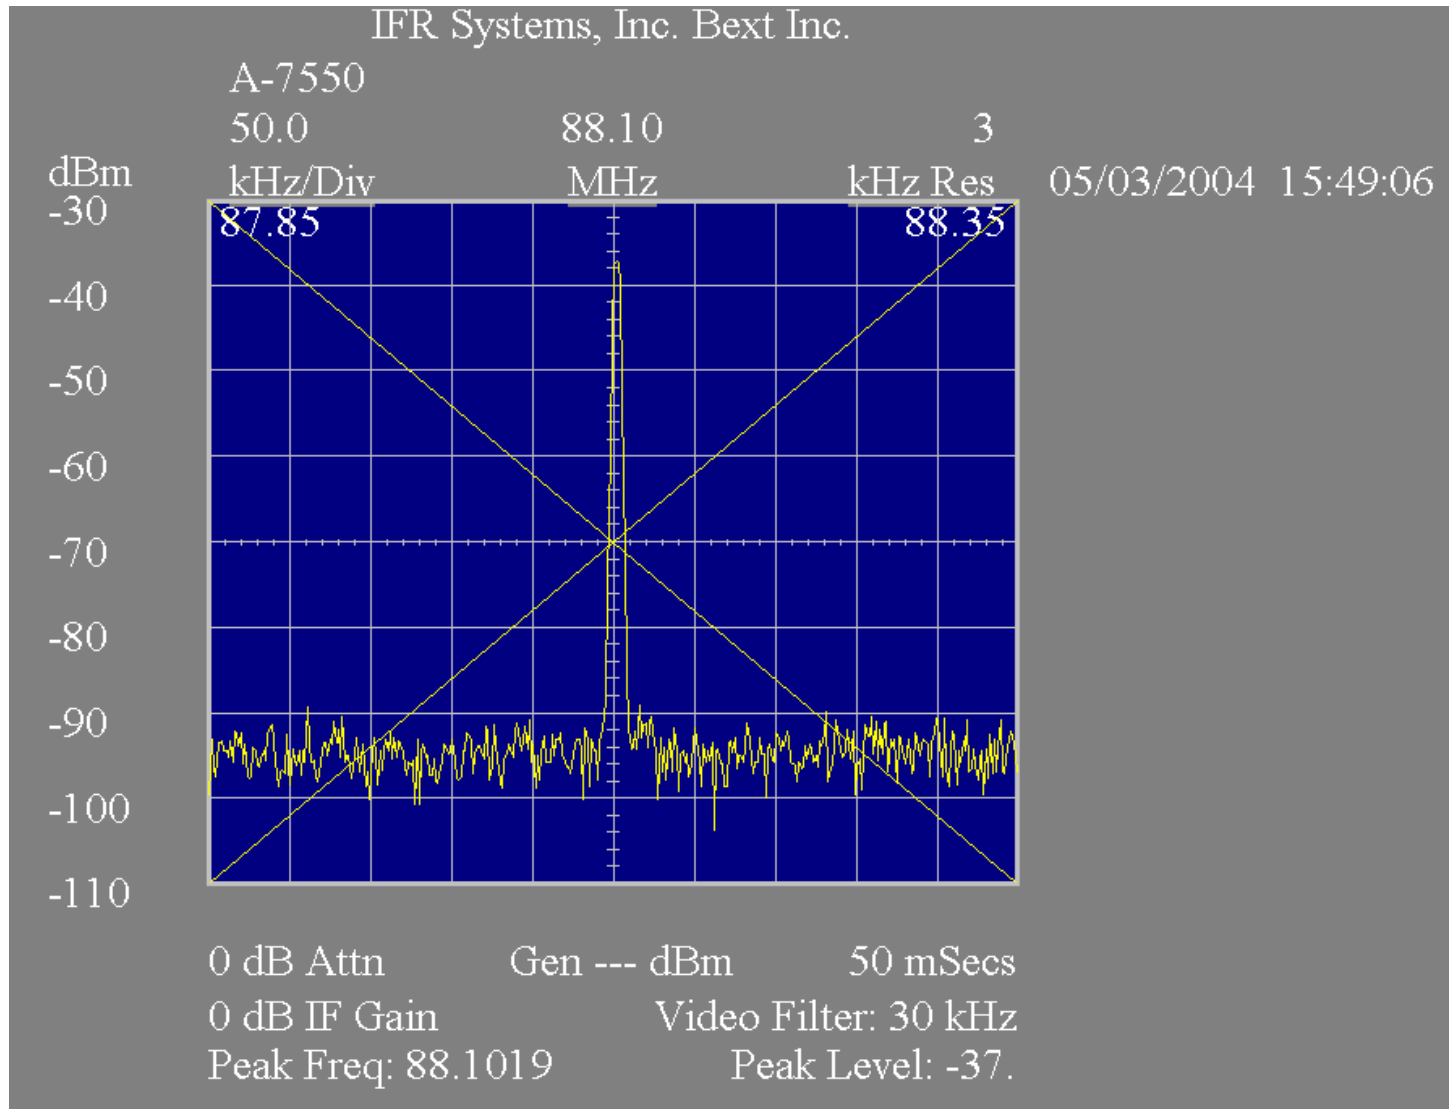 IFR Systems, Inc. Bext Inc.
A-7550
50.0 88.10 3
dBm kHz/Div MHz kHz Res 05/03/2004 15:49:06
-30 87.85 88.35
-40
-50
-60
-70
-80
-90
-100
-110
0 dB Attn Gen --- dBm 50 mSecs
0 dB IF Gain Video Filter: 30 kHz
Peak Freq: 88.1019 Peak Level: -37.